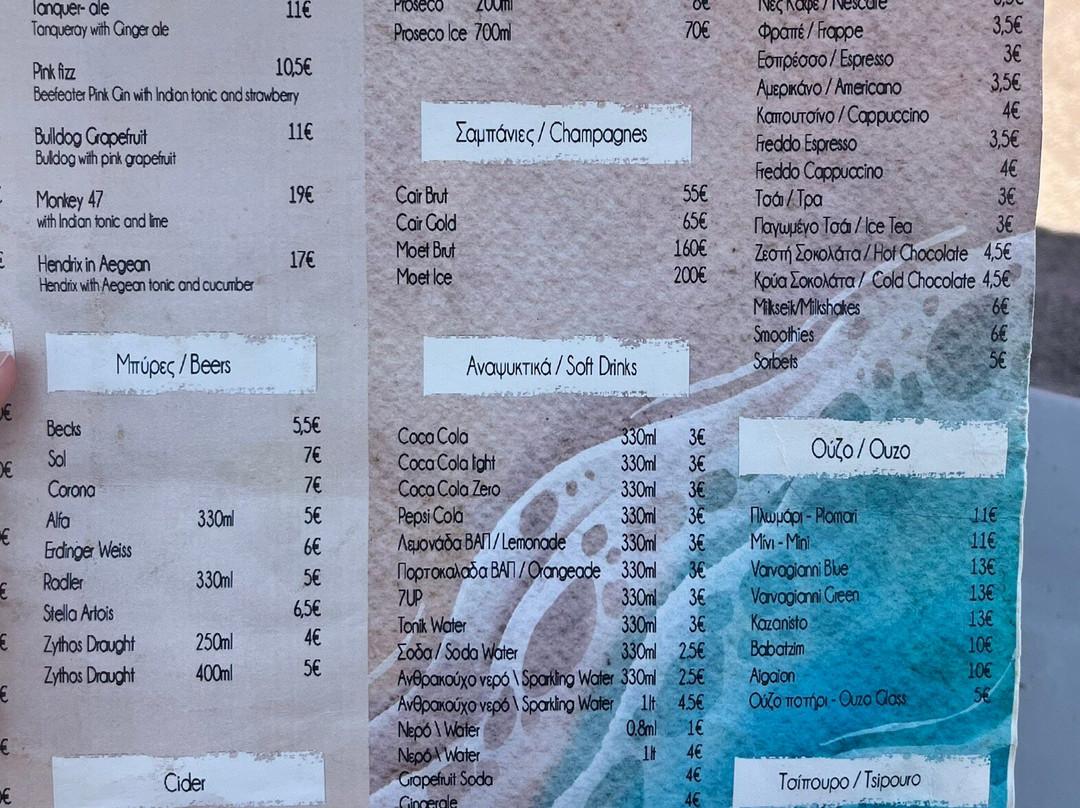 Tanquer- ale 11€
Tanqueray with Ginger ale
Pink fizz 10,5€
Beefeater Pink Gin with Indian tonic and strawberry
Bulldog Grapefruit 11€
Bulldog with pink grapefruit
Monkey 47 19€
with Indian tonic and lime
Hendrix in Aegean 17€
Hendrix with Aegean tonic and cucumber
Μπύρες / Beers
Becks 5,5€
Sol 7€
Corona 7€
Alfa 330ml 5€
Erdinger Weiss 6€
Radler 330ml 5€
Stella Artois 6,5€
Zythos Draught 250ml 4€
Zythos Draught 400ml 5€
Cider
Proseco 200ml 8€
Proseco Ice 700ml 70€
Σαμπάνιες / Champagnes
Cair Brut 55€
Cair Gold 65€
Moet Brut 160€
Moet Ice 200€
Αναψυκτικά / Soft Drinks
Coca Cola 330ml 3€
Coca Cola light 330ml 3€
Coca Cola Zero 330ml 3€
Pepsi Cola 330ml 3€
Λεμονάδα ΒΑΠ / Lemonade 330ml 3€
Πορτοκαλαδα ΒΑΠ / Orangeade 330ml 3€
7UP 330ml 3€
Tonik Water 330ml 3€
Σοδα / Soda Water 330ml 2,5€
Ανθρακούχο νερό \ Sparkling Water 330ml 2.5€
Ανθρακούχο νερό \ Sparkling Water 1lt 4.5€
Νερό \ Water 0.8ml 1€
Νερό \ Water 1lt 4€
Grapefruit Soda 4€
Gingerale 4€
Νες Καφέ / Nescafe 3,5€
Φραπέ / Frappe 3,5€
Εσπρέσσο / Espresso 3€
Αμερικάνο / Americano 3,5€
Καπουτσίνο / Cappuccino 4€
Freddo Espresso 3,5€
Freddo Cappuccino 4€
Τσάι / Τρα 3€
Παγωμένο Τσάι / Ice Tea 3€
Ζεστή Σοκολάτα / Hot Chocolate 4,5€
Κρύα Σοκολάτα / Cold Chocolate 4,5€
Milkseik/Milkshakes 6€
Smoothies 6€
Sorbets 5€
Ούζο / Ouzo
Πλωμάρι - Plomari 11€
Μίνι - Mini 11€
Varvagianni Blue 13€
Varvagianni Green 13€
Kazanisto 13€
Babatzim 10€
Aigaion 10€
Ούζο ποτήρι - Ouzo Glass 5€
Τσίπουρο / Tsipouro